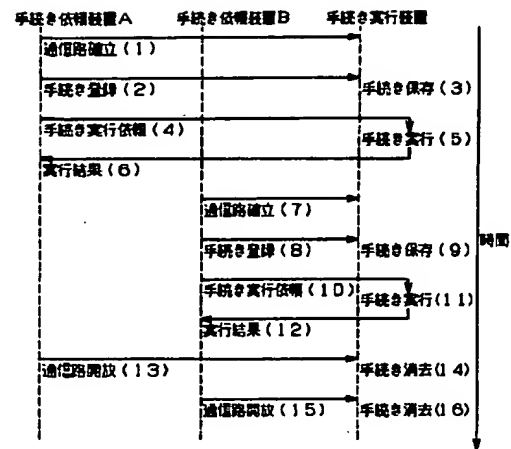 手続き依頼装置A 手続き依頼装置B 手続き実行装置
通信路確立(1)
手続き登録(2) 手続き保存(3)
手続き実行依頼(4) 手続き実行(5)
実行結果(6)
通信路確立(7)
手続き登録(8) 手続き保存(9) 時間
手続き実行依頼(10) 手続き実行(11)
実行結果(12)
通信路開放(13) 手続き消去(14)
通信路開放(15) 手続き消去(16)